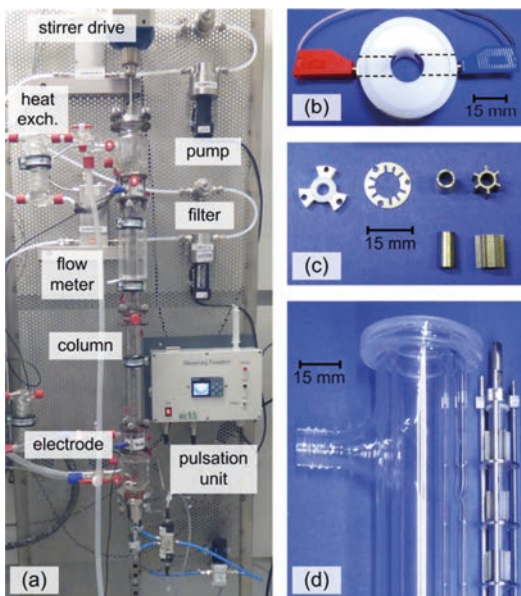 stirrer drive
heat
exch.
pump
filter
flow
meter
column
electrode
pulsation
unit
(a)
(b)
15 mm
(c)
15 mm
15 mm
(d)